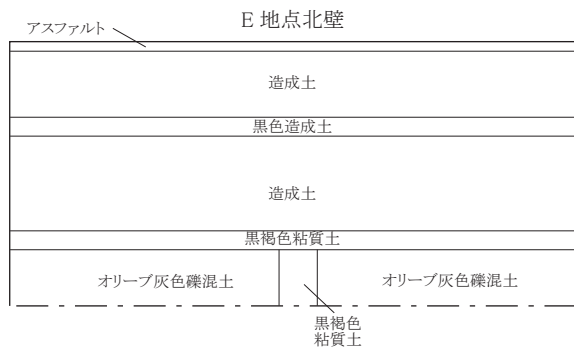 E 地点北壁
アスファルト
造成土
黒色造成土
造成土
黒褐色粘質土
オリーブ灰色礫混土
オリーブ灰色礫混土
黒褐色
粘質土